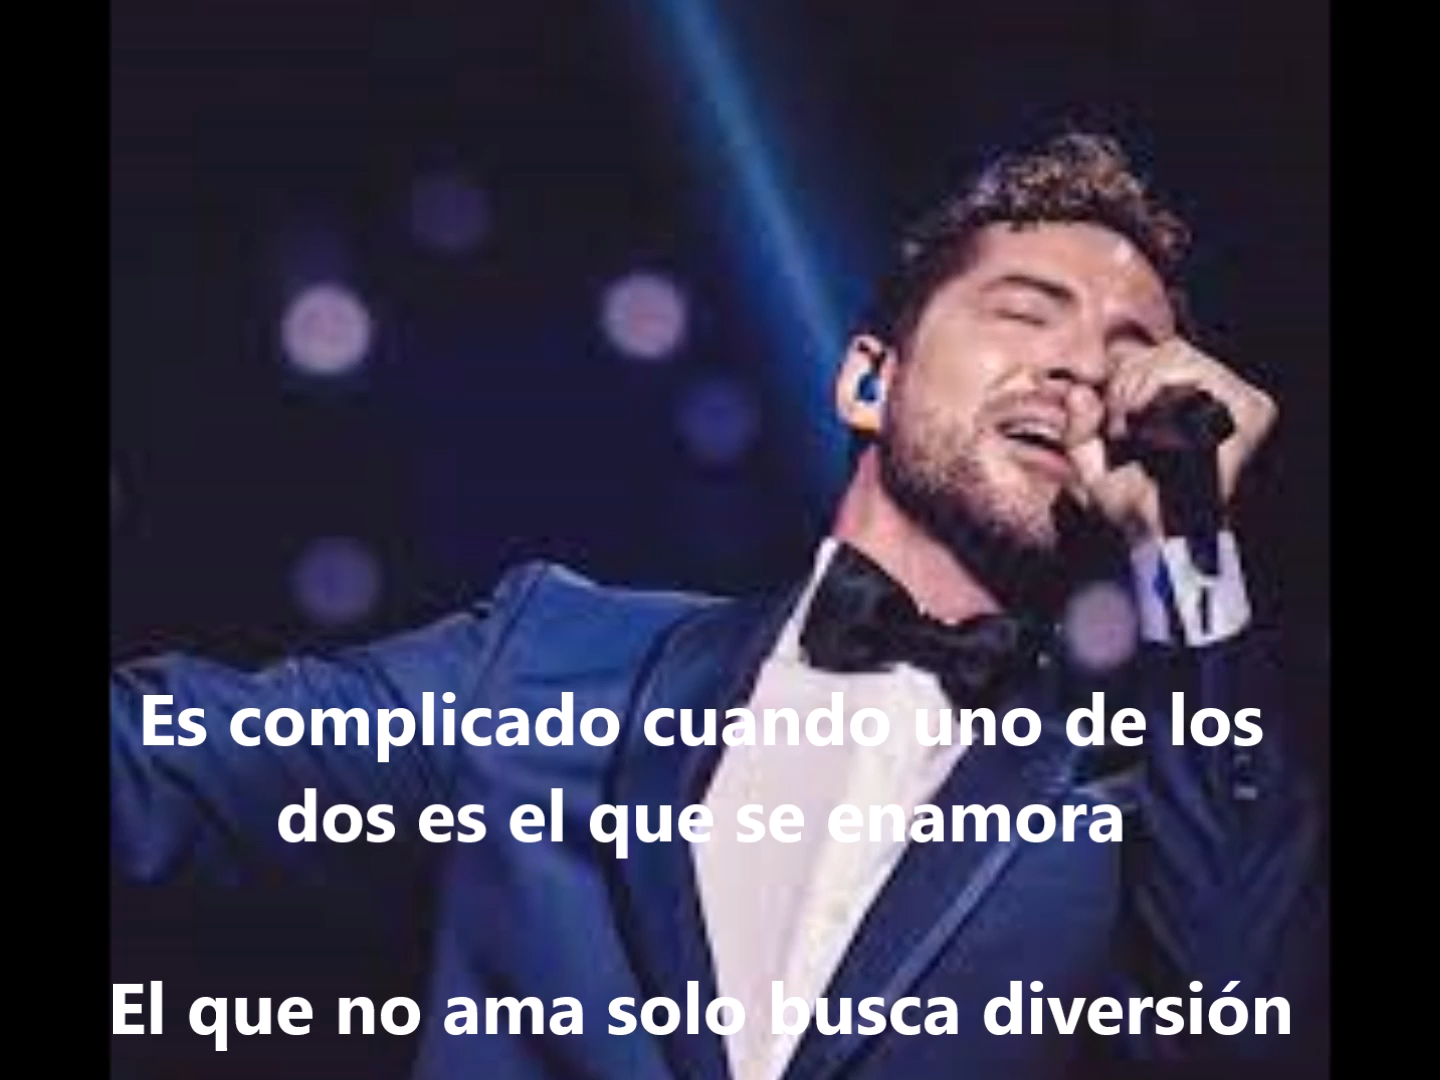 Es complicado cuando uno de los
dos es el que se enamora
El que no ama solo busca diversión